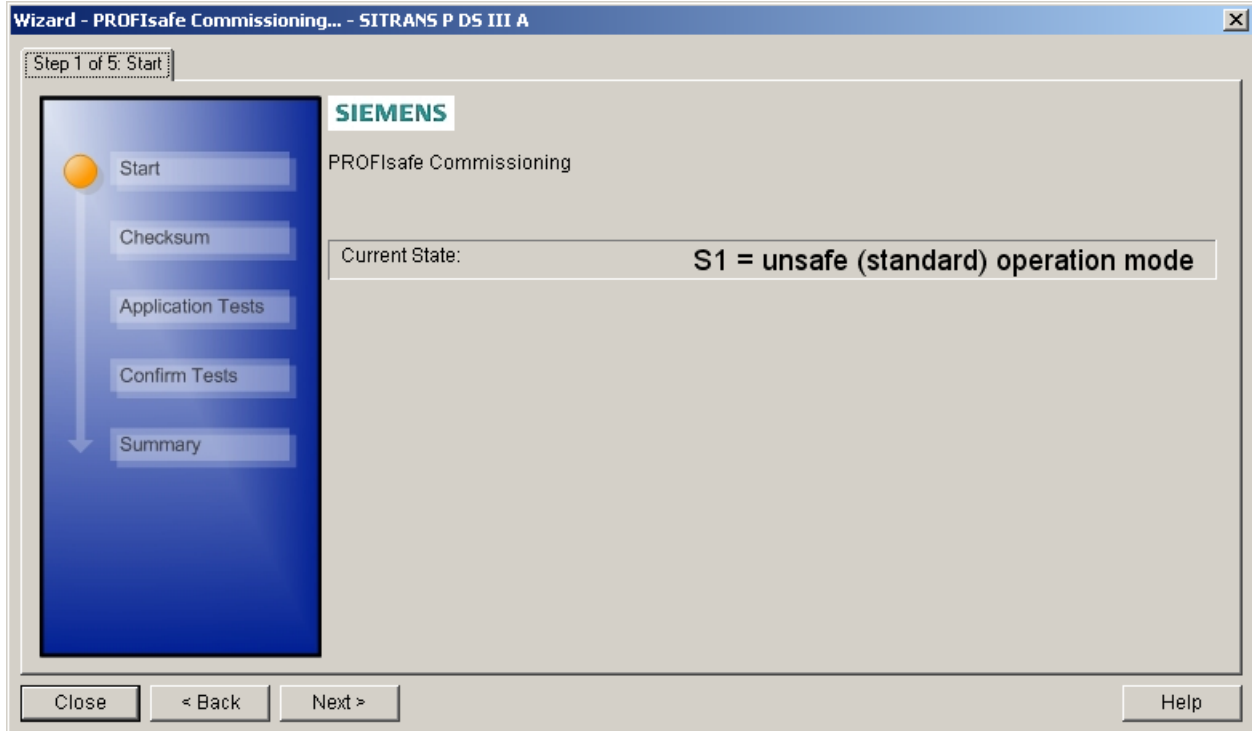 Wizard - PROFIsafe Commissioning... - SITRANS P DS III A
Step 1 of 5: Start
SIEMENS
PROFIsafe Commissioning
Start
Checksum
Application Tests
Confirm Tests
Summary
Current State: S1 = unsafe (standard) operation mode
Close < Back Next > Help